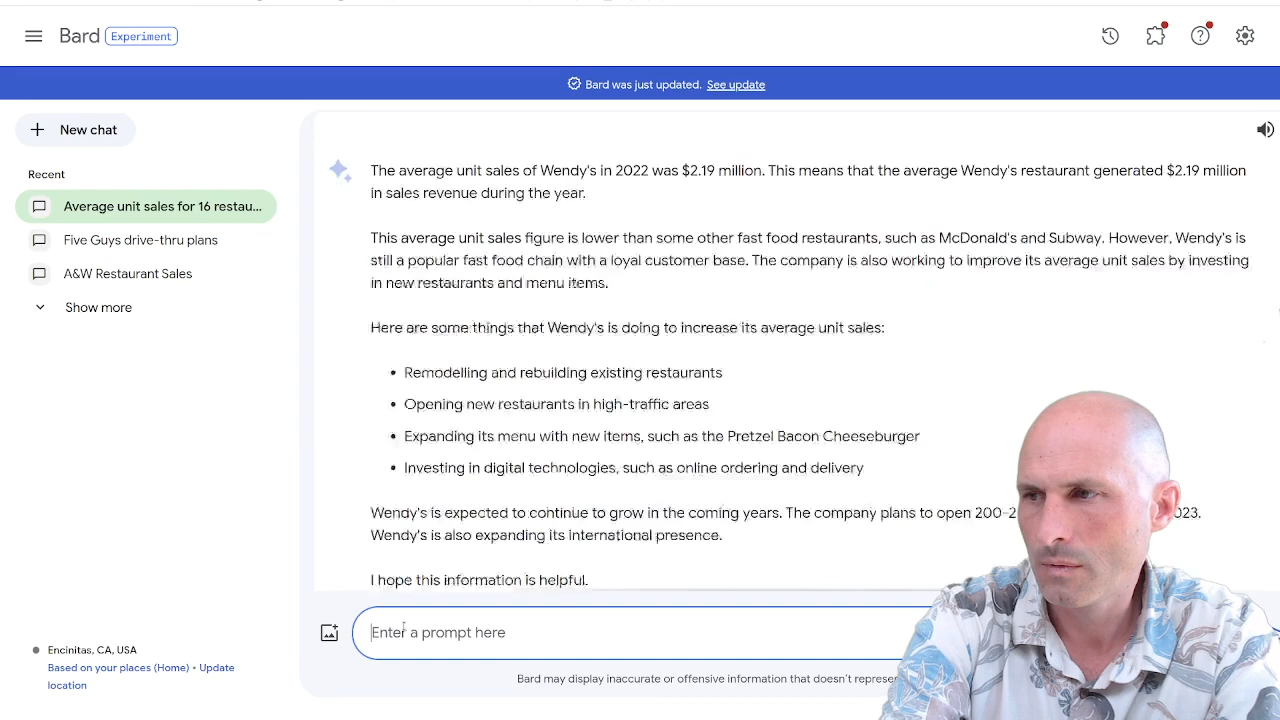 Bard Experiment
Bard was just updated. See update
New chat
Recent
Average unit sales for 16 restau...
Five Guys drive-thru plans
A&W Restaurant Sales
Show more
Encinitas, CA, USA
Based on your places (Home) • Update
location
The average unit sales of Wendy's in 2022 was $2.19 million. This means that the average Wendy's restaurant generated $2.19 million
in sales revenue during the year.
This average unit sales figure is lower than some other fast food restaurants, such as McDonald's and Subway. However, Wendy's is
still a popular fast food chain with a loyal customer base. The company is also working to improve its average unit sales by investing
in new restaurants and menu items.
Here are some things that Wendy's is doing to increase its average unit sales:
• Remodelling and rebuilding existing restaurants
• Opening new restaurants in high-traffic areas
• Expanding its menu with new items, such as the Pretzel Bacon Cheeseburger
• Investing in digital technologies, such as online ordering and delivery
Wendy's is expected to continue to grow in the coming years. The company plans to open 200-2 023.
Wendy's is also expanding its international presence.
I hope this information is helpful.
Enter a prompt here
Bard may display inaccurate or offensive information that doesn't represe